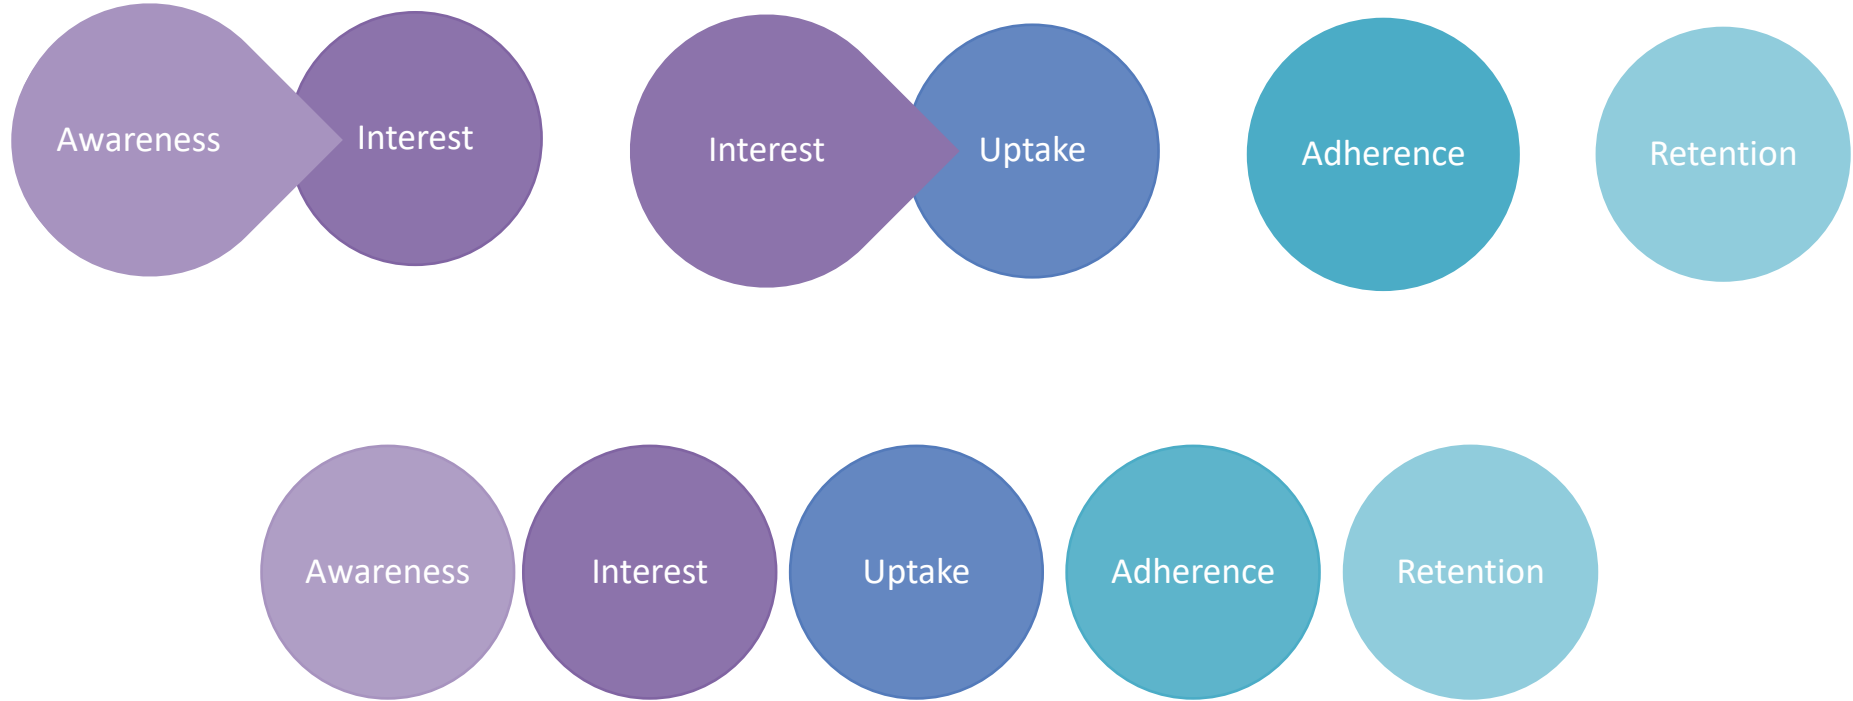 Awareness
Interest
Interest
Uptake
Adherence
Retention
Awareness
Interest
Uptake
Adherence
Retention